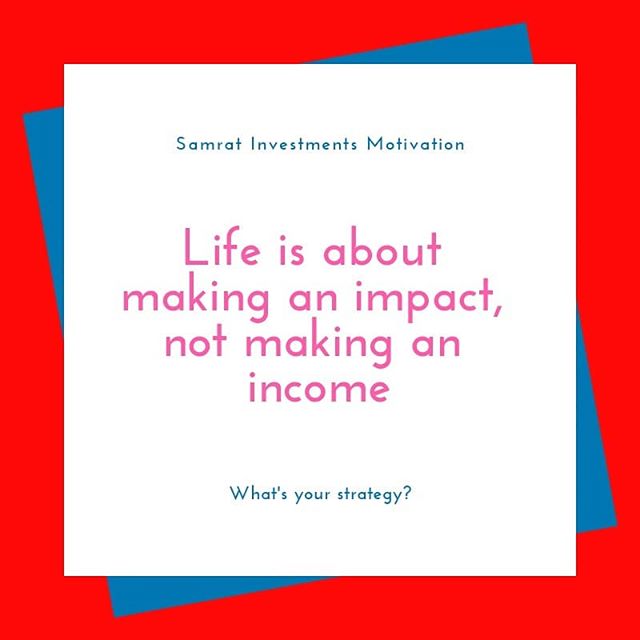 Samrat Investments Motivation
Life is about
making an impact,
not making an
income
What's your strategy?